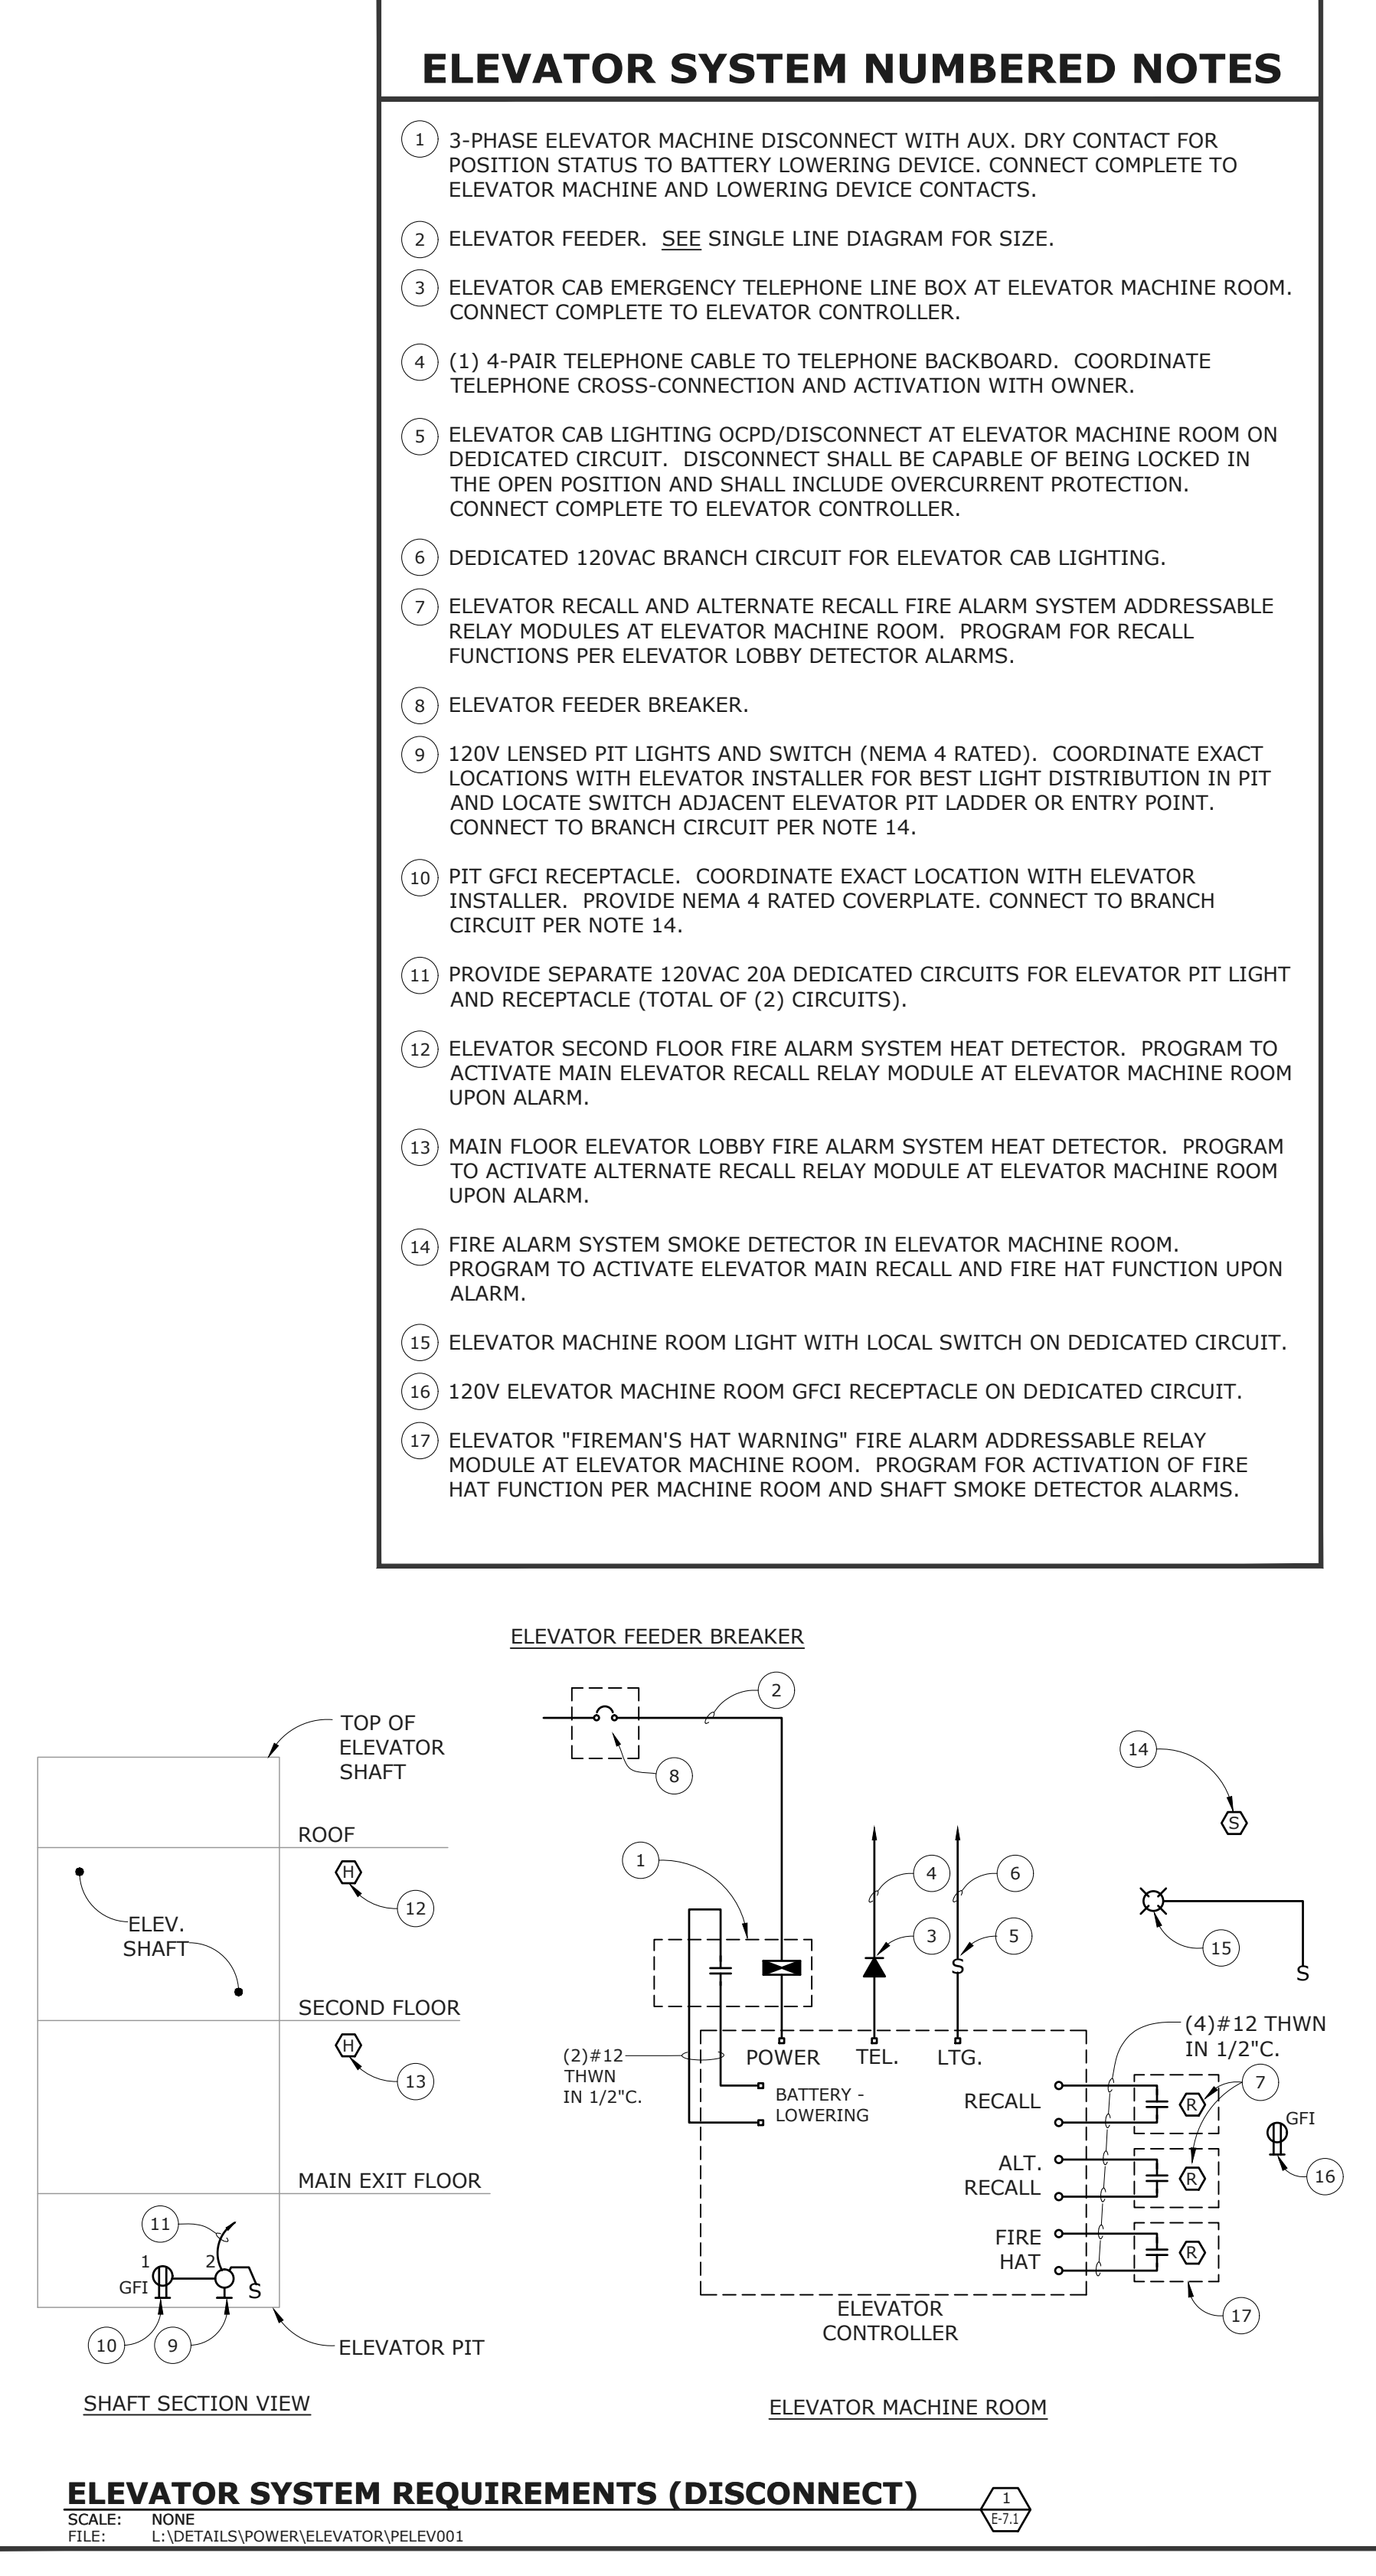 ELEVATOR SYSTEM NUMBERED NOTES
1 3-PHASE ELEVATOR MACHINE DISCONNECT WITH AUX. DRY CONTACT FOR
POSITION STATUS TO BATTERY LOWERING DEVICE. CONNECT COMPLETE TO
ELEVATOR MACHINE AND LOWERING DEVICE CONTACTS.
2 ELEVATOR FEEDER. SEE SINGLE LINE DIAGRAM FOR SIZE.
3 ELEVATOR CAB EMERGENCY TELEPHONE LINE BOX AT ELEVATOR MACHINE ROOM.
CONNECT COMPLETE TO ELEVATOR CONTROLLER.
4 (1) 4-PAIR TELEPHONE CABLE TO TELEPHONE BACKBOARD. COORDINATE
TELEPHONE CROSS-CONNECTION AND ACTIVATION WITH OWNER.
5 ELEVATOR CAB LIGHTING OCPD/DISCONNECT AT ELEVATOR MACHINE ROOM ON
DEDICATED CIRCUIT. DISCONNECT SHALL BE CAPABLE OF BEING LOCKED IN
THE OPEN POSITION AND SHALL INCLUDE OVERCURRENT PROTECTION.
CONNECT COMPLETE TO ELEVATOR CONTROLLER.
6 DEDICATED 120VAC BRANCH CIRCUIT FOR ELEVATOR CAB LIGHTING.
7 ELEVATOR RECALL AND ALTERNATE RECALL FIRE ALARM SYSTEM ADDRESSABLE
RELAY MODULES AT ELEVATOR MACHINE ROOM. PROGRAM FOR RECALL
FUNCTIONS PER ELEVATOR LOBBY DETECTOR ALARMS.
8 ELEVATOR FEEDER BREAKER.
9 120V LENSED PIT LIGHTS AND SWITCH (NEMA 4 RATED). COORDINATE EXACT
LOCATIONS WITH ELEVATOR INSTALLER FOR BEST LIGHT DISTRIBUTION IN PIT
AND LOCATE SWITCH ADJACENT ELEVATOR PIT LADDER OR ENTRY POINT.
CONNECT TO BRANCH CIRCUIT PER NOTE 14.
10 PIT GFCI RECEPTACLE. COORDINATE EXACT LOCATION WITH ELEVATOR
INSTALLER. PROVIDE NEMA 4 RATED COVERPLATE. CONNECT TO BRANCH
CIRCUIT PER NOTE 14.
11 PROVIDE SEPARATE 120VAC 20A DEDICATED CIRCUITS FOR ELEVATOR PIT LIGHT
AND RECEPTACLE (TOTAL OF (2) CIRCUITS).
12 ELEVATOR SECOND FLOOR FIRE ALARM SYSTEM HEAT DETECTOR. PROGRAM TO
ACTIVATE MAIN ELEVATOR RECALL RELAY MODULE AT ELEVATOR MACHINE ROOM
UPON ALARM.
13 MAIN FLOOR ELEVATOR LOBBY FIRE ALARM SYSTEM HEAT DETECTOR. PROGRAM
TO ACTIVATE ALTERNATE RECALL RELAY MODULE AT ELEVATOR MACHINE ROOM
UPON ALARM.
14 FIRE ALARM SYSTEM SMOKE DETECTOR IN ELEVATOR MACHINE ROOM.
PROGRAM TO ACTIVATE ELEVATOR MAIN RECALL AND FIRE HAT FUNCTION UPON
ALARM.
15 ELEVATOR MACHINE ROOM LIGHT WITH LOCAL SWITCH ON DEDICATED CIRCUIT.
16 120V ELEVATOR MACHINE ROOM GFCI RECEPTACLE ON DEDICATED CIRCUIT.
17 ELEVATOR "FIREMAN'S HAT WARNING" FIRE ALARM ADDRESSABLE RELAY
MODULE AT ELEVATOR MACHINE ROOM. PROGRAM FOR ACTIVATION OF FIRE
HAT FUNCTION PER MACHINE ROOM AND SHAFT SMOKE DETECTOR ALARMS.
TOP OF
ELEVATOR
SHAFT
ROOF
H
12
ELEV.
SHAFT
SECOND FLOOR
H
13
MAIN EXIT FLOOR
11
1
2
GFI
S
10
9
ELEVATOR PIT
SHAFT SECTION VIEW
ELEVATOR FEEDER BREAKER
2
8
14
S
1
4
6
3
5
S
15
S
(2)#12
THWN
IN 1/2"C.
POWER
TEL.
LTG.
BATTERY -
LOWERING
(4)#12 THWN
IN 1/2"C.
RECALL
R
7
GFI
16
ALT.
RECALL
R
FIRE
HAT
R
17
ELEVATOR
CONTROLLER
ELEVATOR MACHINE ROOM
ELEVATOR SYSTEM REQUIREMENTS (DISCONNECT)
1
E-7.1
SCALE: NONE
FILE: L:\DETAILS\POWER\ELEVATOR\PELEV001